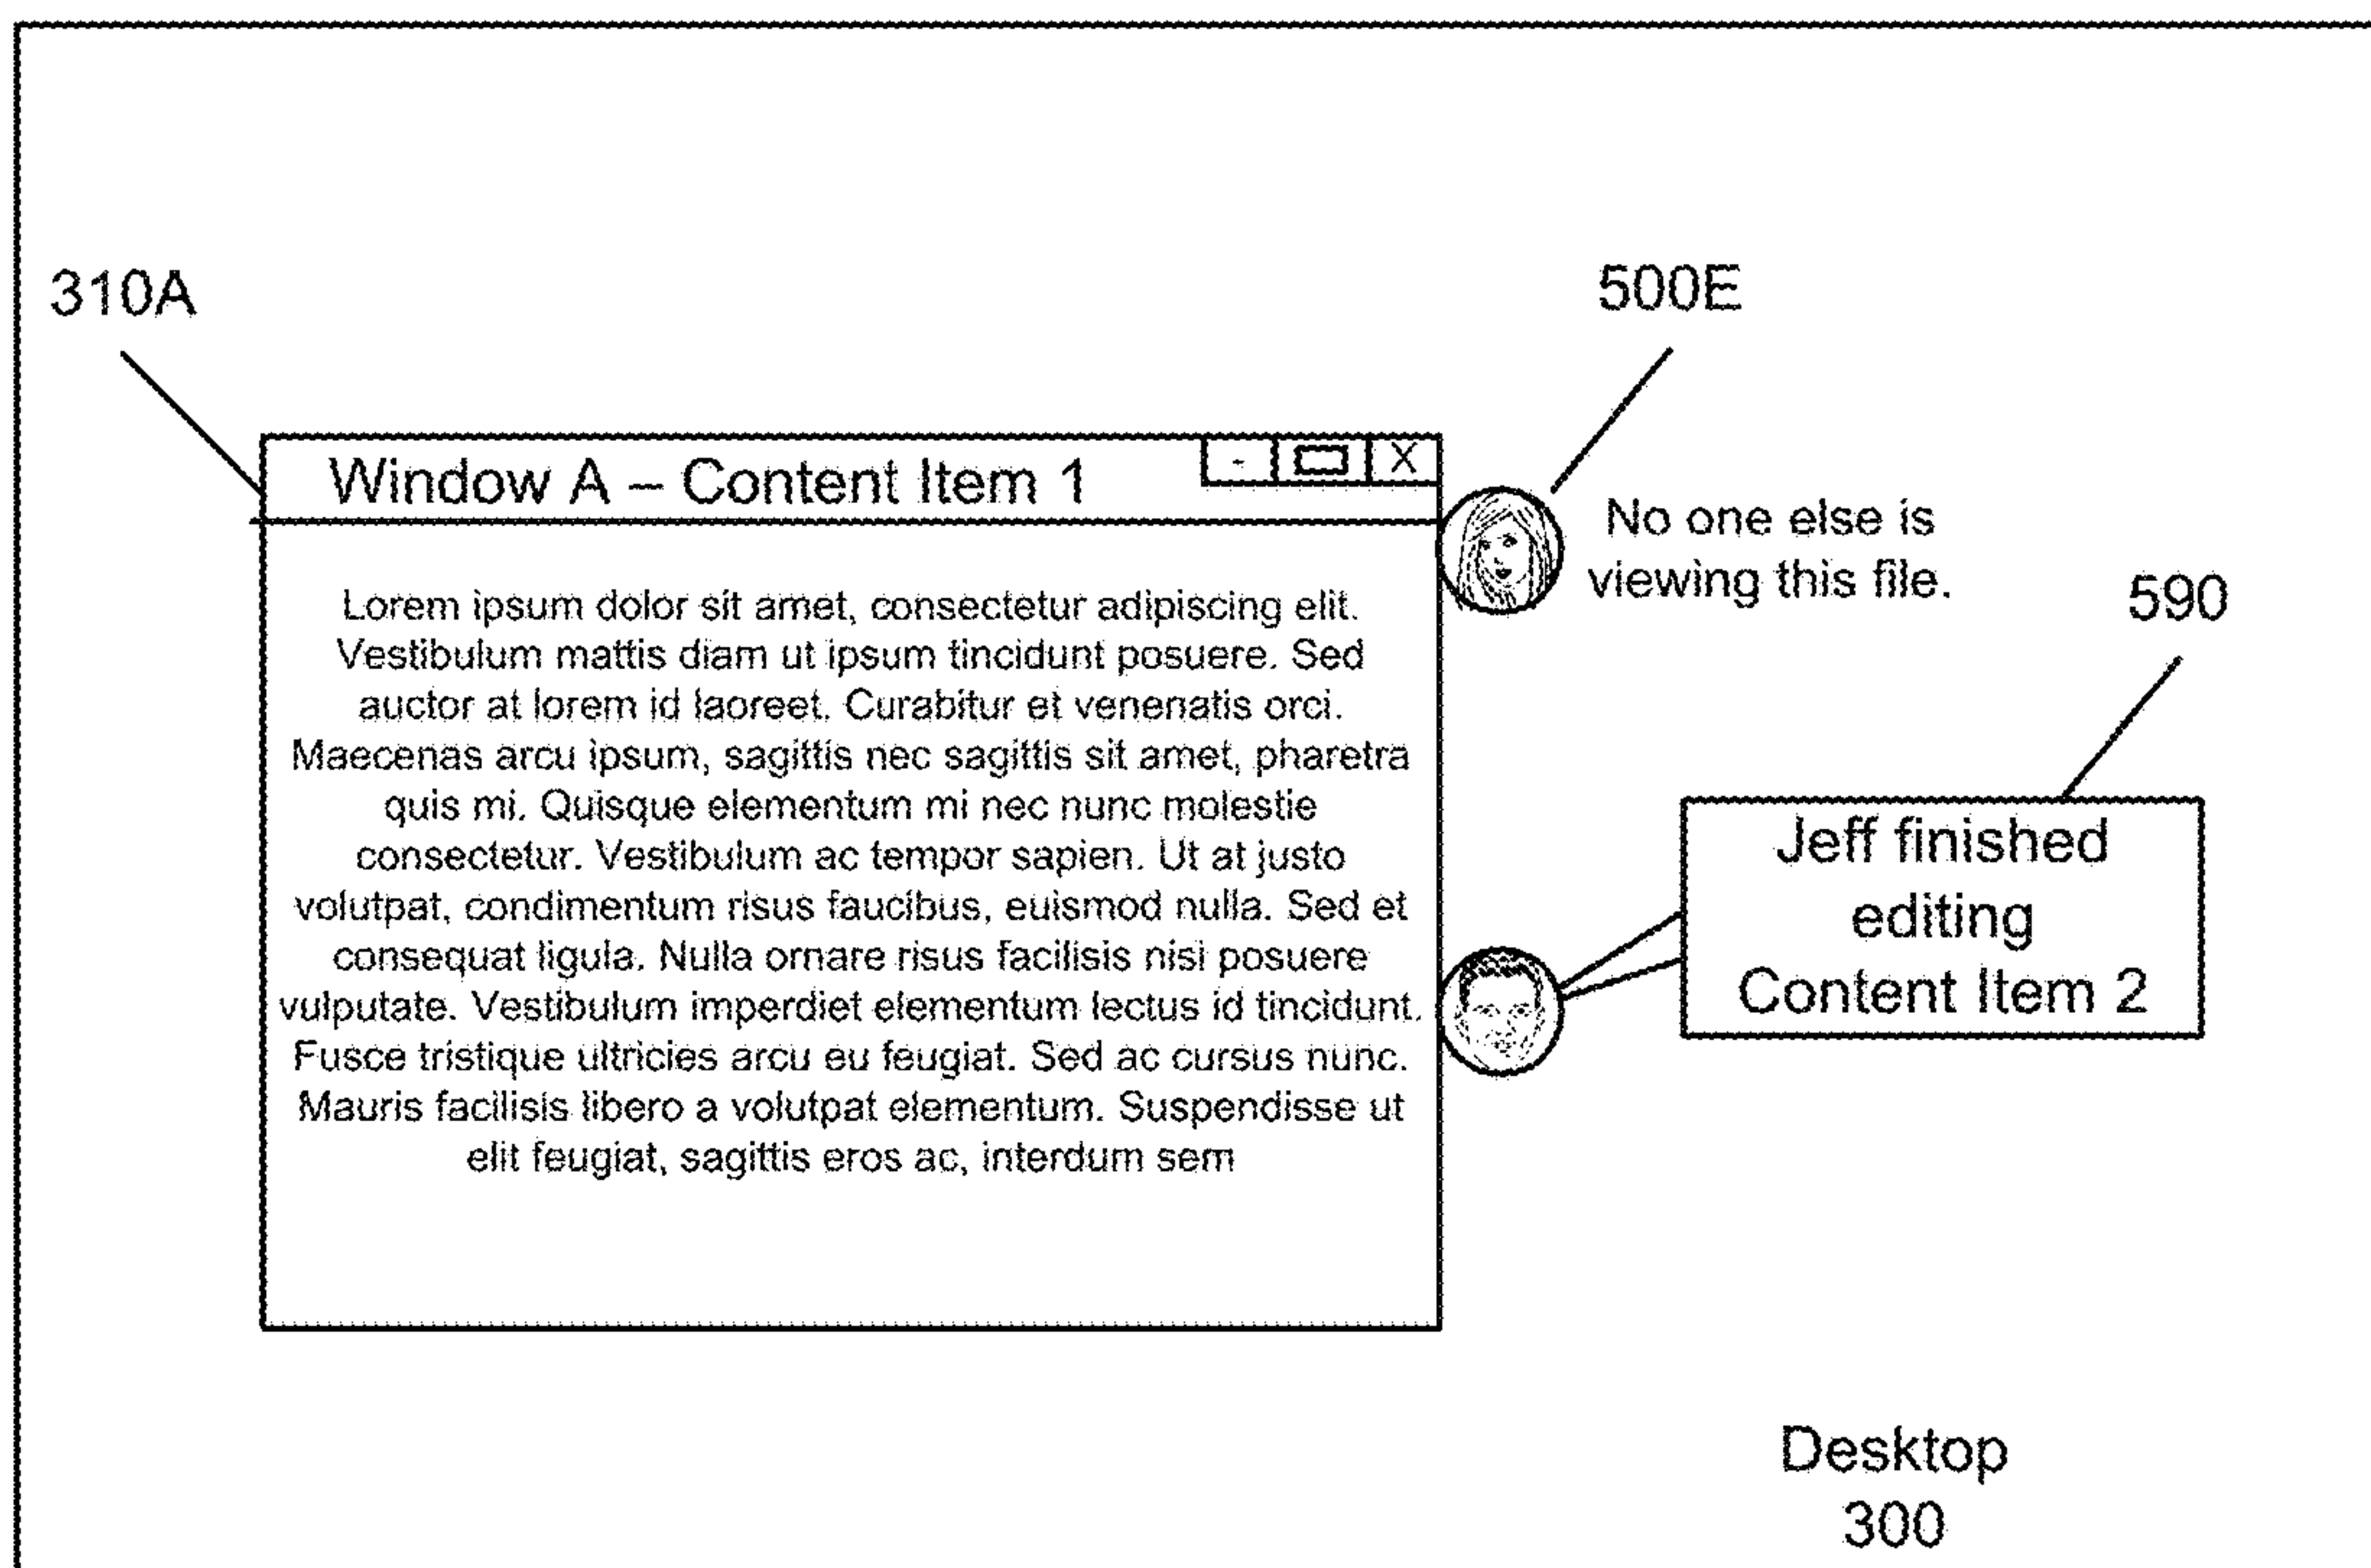 310A
500E
Window A – Content Item 1
- X
No one else is
viewing this file.
590
Lorem ipsum dolor sit amet, consectetur adipiscing elit.
Vestibulum mattis diam ut ipsum tincidunt posuere. Sed
auctor at lorem id laoreet. Curabitur et venenatis orci.
Maecenas arcu ipsum, sagittis nec sagittis sit amet, pharetra
quis mi. Quisque elementum mi nec nunc molestie
consectetur. Vestibulum ac tempor sapien. Ut at justo
volutpat, condimentum risus faucibus, euismod nulla. Sed et
consequat ligula. Nulla ornare risus facilisis nisi posuere
vulputate. Vestibulum imperdiet elementum lectus id tincidunt.
Fusce tristique ultricies arcu eu feugiat. Sed ac cursus nunc.
Mauris facilisis libero a volutpat elementum. Suspendisse ut
elit feugiat, sagittis eros ac, interdum sem
Jeff finished
editing
Content Item 2
Desktop
300